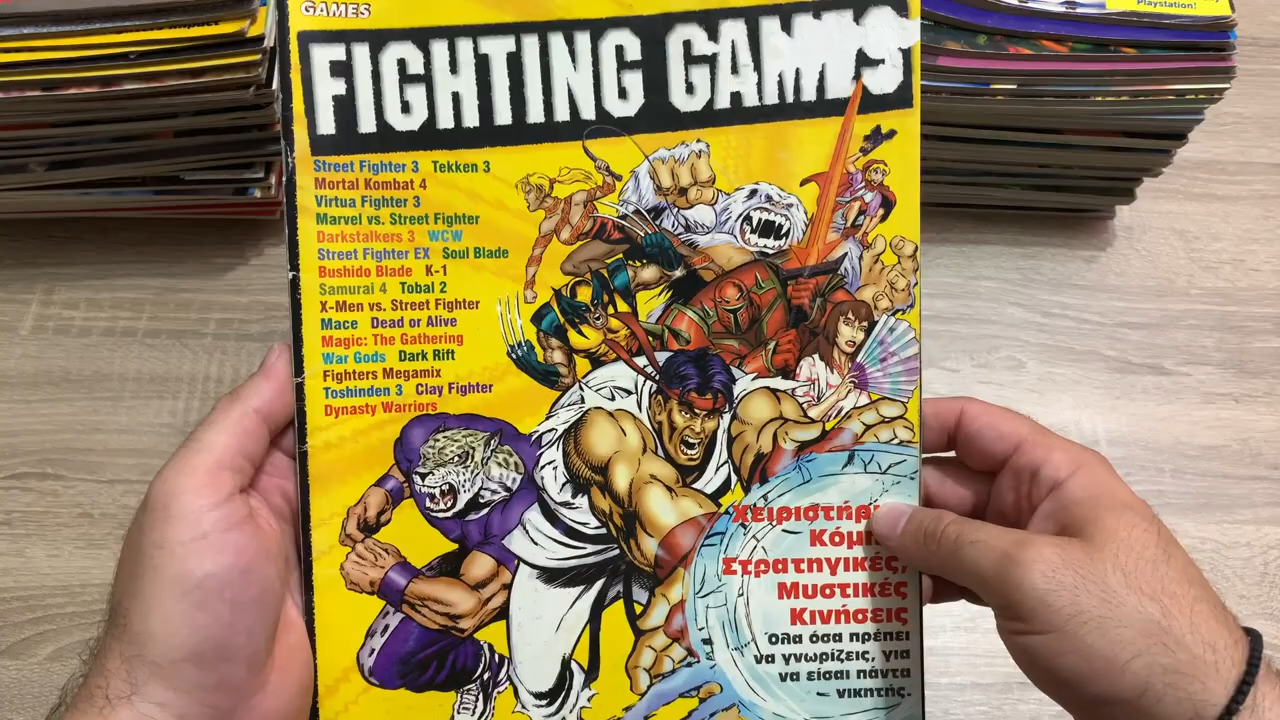 GAMES
Playstation!
FIGHTING GAMES
Street Fighter 3 Tekken 3
Mortal Kombat 4
Virtua Fighter 3
Marvel vs. Street Fighter
Darkstalkers 3 WCW
Street Fighter EX Soul Blade
Bushido Blade K-1
Samurai 4 Tobal 2
X-Men vs. Street Fighter
Mace Dead or Alive
Magic: The Gathering
War Gods Dark Rift
Fighters Megamix
Toshinden 3 Clay Fighter
Dynasty Warriors
Στρατηγικές,
Μυστικές
Κινήσεις
Όλα όσα πρέπει
να γνωρίζεις, για
να είσαι πάντα
νικητής.